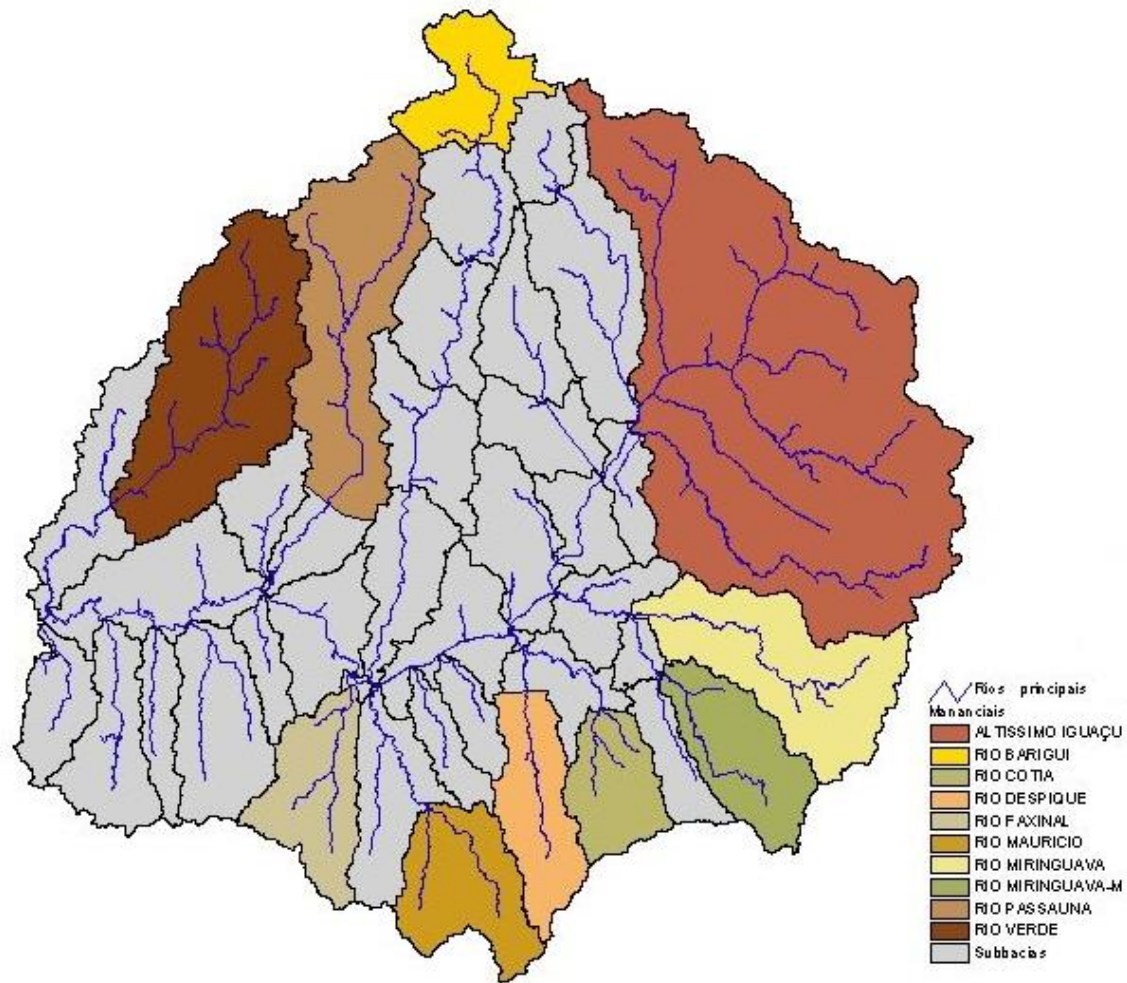 Rios principais
Mananciais
ALTISSIMO IGUAÇU
RIO BARIGUI
RIO COTIA
RIO DESPIQUE
RIO FAXINAL
RIO MAURICIO
RIO MIRINGUAVA
RIO MIRINGUAVA-M
RIO PASSAUNA
RIO VERDE
Subbacias